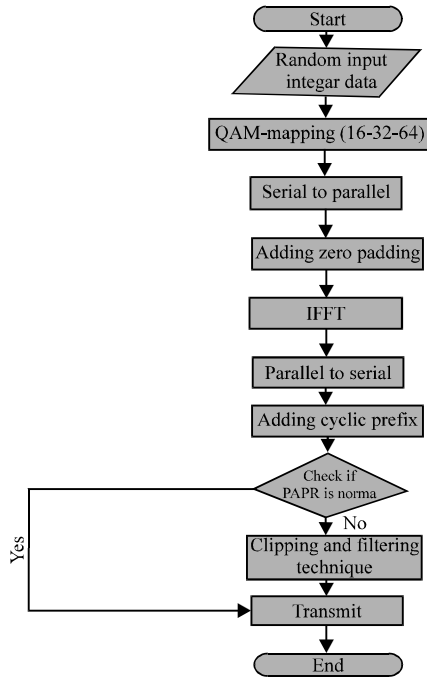 Start
Random input
integar data
QAM-mapping (16-32-64)
Serial to parallel
Adding zero padding
IFFT
Parallel to serial
Adding cyclic prefix
Check if
PAPR is norma
No
Yes
Clipping and filtering
technique
Transmit
End